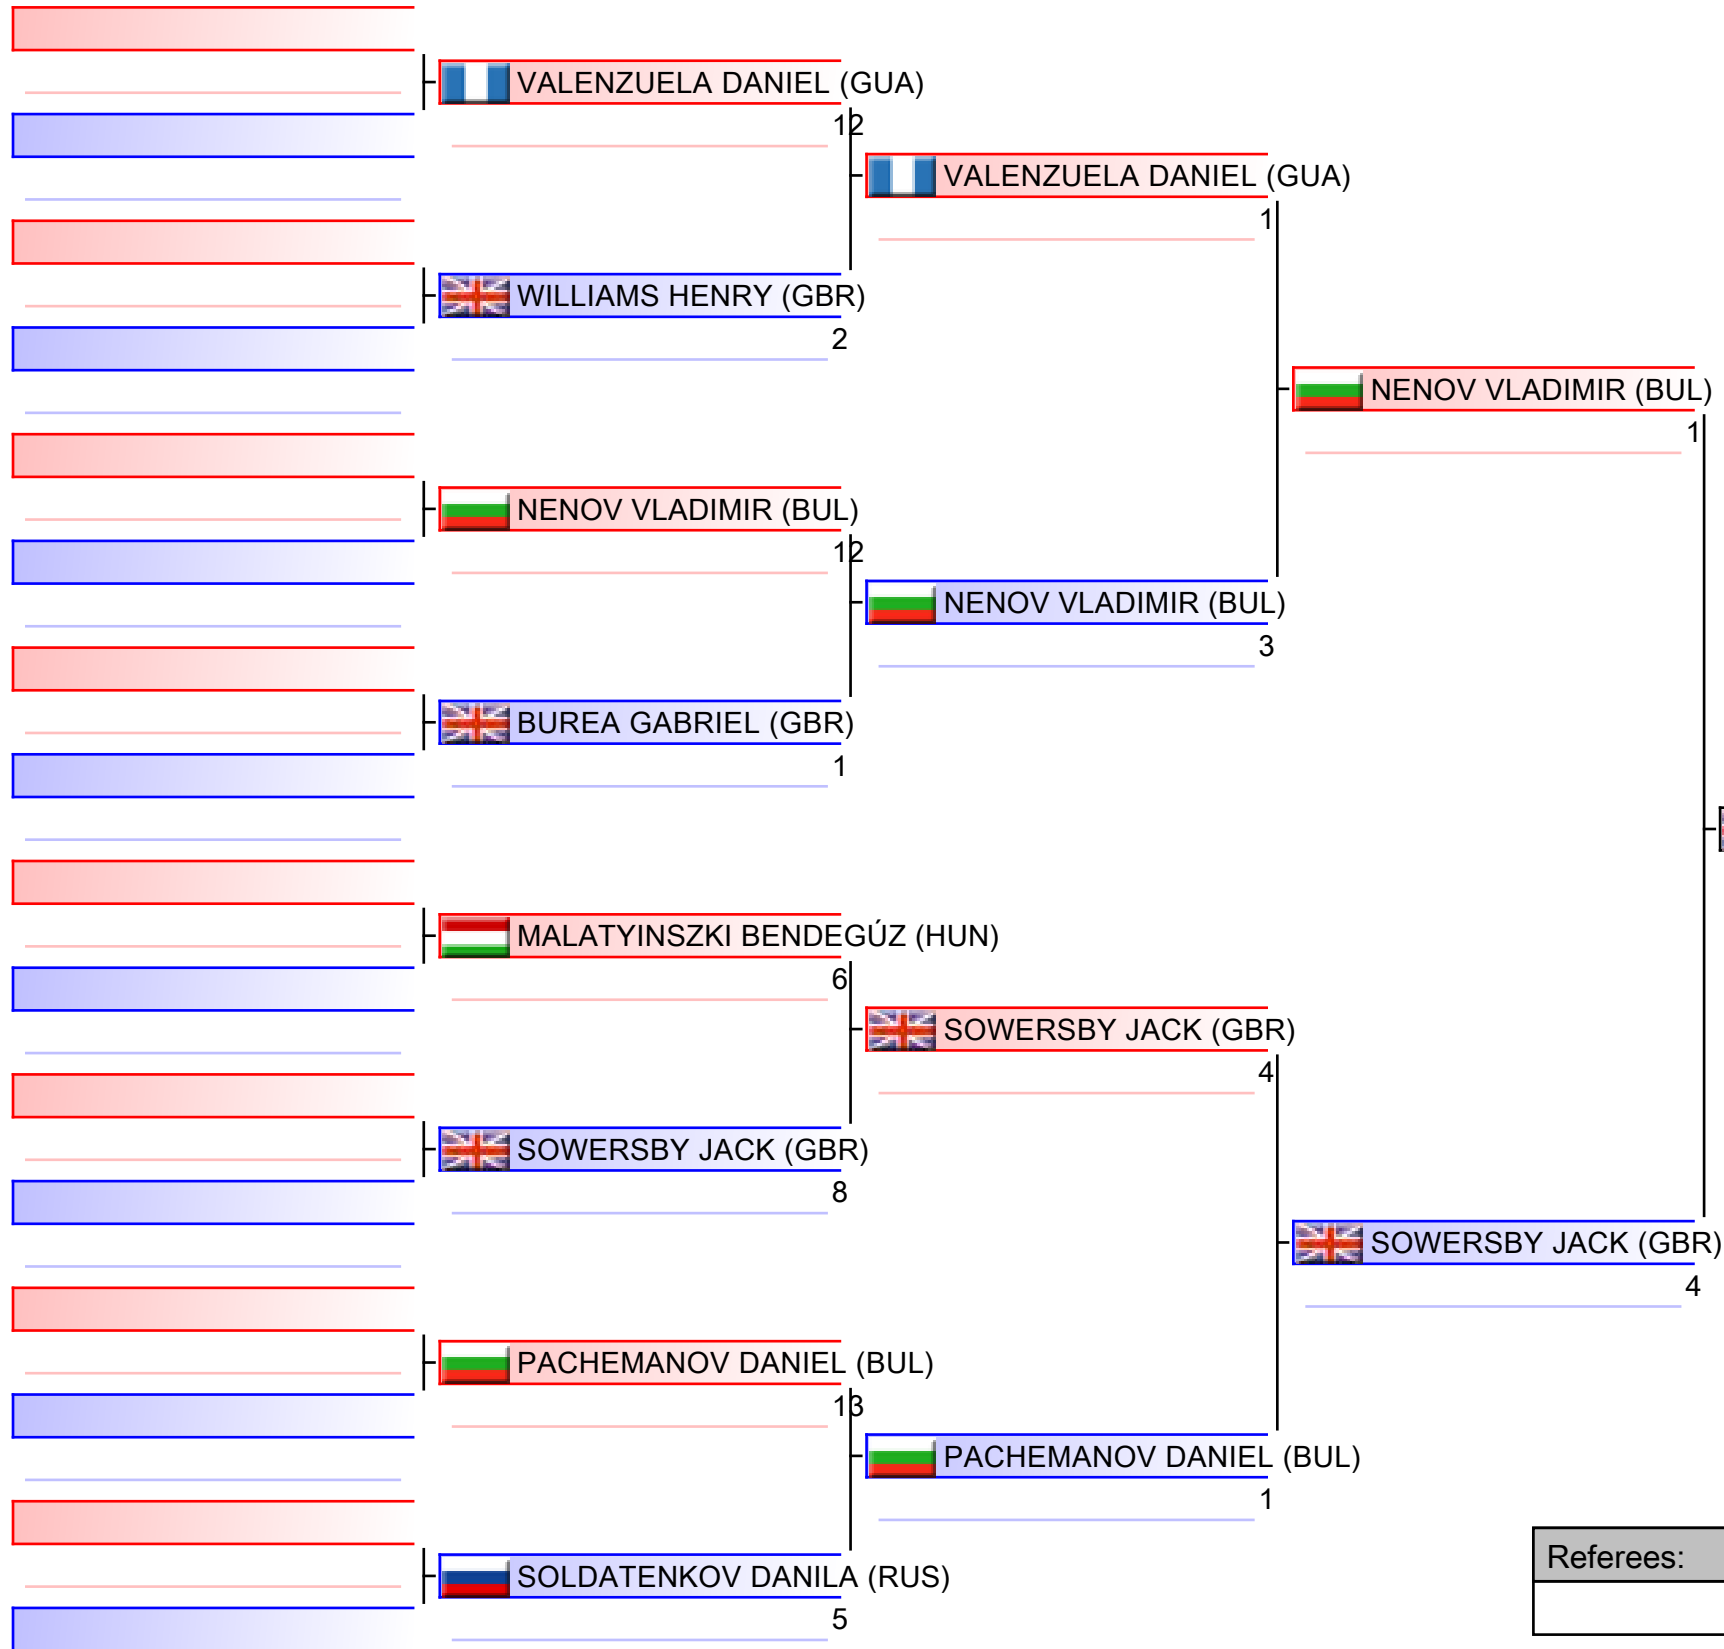 VALENZUELA DANIEL (GUA)
12
VALENZUELA DANIEL (GUA)
1
WILLIAMS HENRY (GBR)
2
NENOV VLADIMIR (BUL)
1
NENOV VLADIMIR (BUL)
12
NENOV VLADIMIR (BUL)
3
BUREA GABRIEL (GBR)
1
MALATYINSZKI BENDEGÚZ (HUN)
6
SOWERSBY JACK (GBR)
4
SOWERSBY JACK (GBR)
8
SOWERSBY JACK (GBR)
4
PACHEMANOV DANIEL (BUL)
13
PACHEMANOV DANIEL (BUL)
1
SOLDATENKOV DANILA (RUS)
5
Referees: